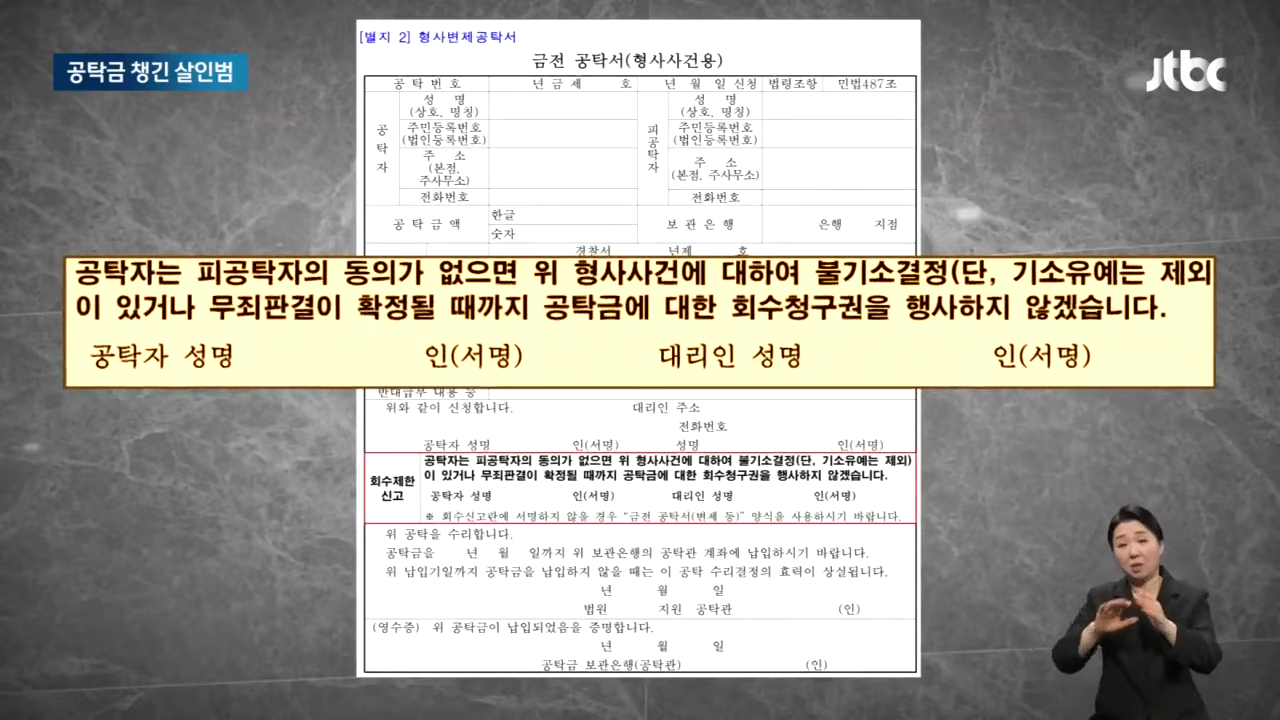 공탁금 챙긴 살인범
jtbc
[별지 2] 형사변제공탁서
금전 공탁서(형사사건용)
공 탁 번 호 년 금 제 호 년 월 일 신청 법령조항 민법487조
공탁자 성 명 (상호, 명칭) 피공탁자 성 명 (상호, 명칭)
주민등록번호 (법인등록번호) 주민등록번호 (법인등록번호)
주 소 (본점, 주사무소) 주 소 (본점, 주사무소)
전화번호 전화번호
공 탁 금 액 한글 보 관 은 행 은행 지점
숫자
경찰서 년제 호
공탁자는 피공탁자의 동의가 없으면 위 형사사건에 대하여 불기소결정(단, 기소유예는 제외
이 있거나 무죄판결이 확정될 때까지 공탁금에 대한 회수청구권을 행사하지 않겠습니다.
공탁자 성명 인(서명) 대리인 성명 인(서명)
반대급부 내용 등
위와 같이 신청합니다. 대리인 주소
전화번호
공탁자 성명 인(서명) 성명 인(서명)
회수제한 신고
공탁자는 피공탁자의 동의가 없으면 위 형사사건에 대하여 불기소결정(단, 기소유예는 제외)
이 있거나 무죄판결이 확정될 때까지 공탁금에 대한 회수청구권을 행사하지 않겠습니다.
공탁자 성명 인(서명) 대리인 성명 인(서명)
※ 회수신고란에 서명하지 않을 경우 “금전 공탁서(변제 등)” 양식을 사용하시기 바랍니다.
위 공탁을 수리합니다.
공탁금을 년 월 일까지 위 보관은행의 공탁관 계좌에 납입하시기 바랍니다.
위 납입기일까지 공탁금을 납입하지 않을 때는 이 공탁 수리결정의 효력이 상실됩니다.
년 월 일
법원 지원 공탁관 (인)
(영수증) 위 공탁금이 납입되었음을 증명합니다.
년 월 일
공탁금 보관은행(공탁관) (인)